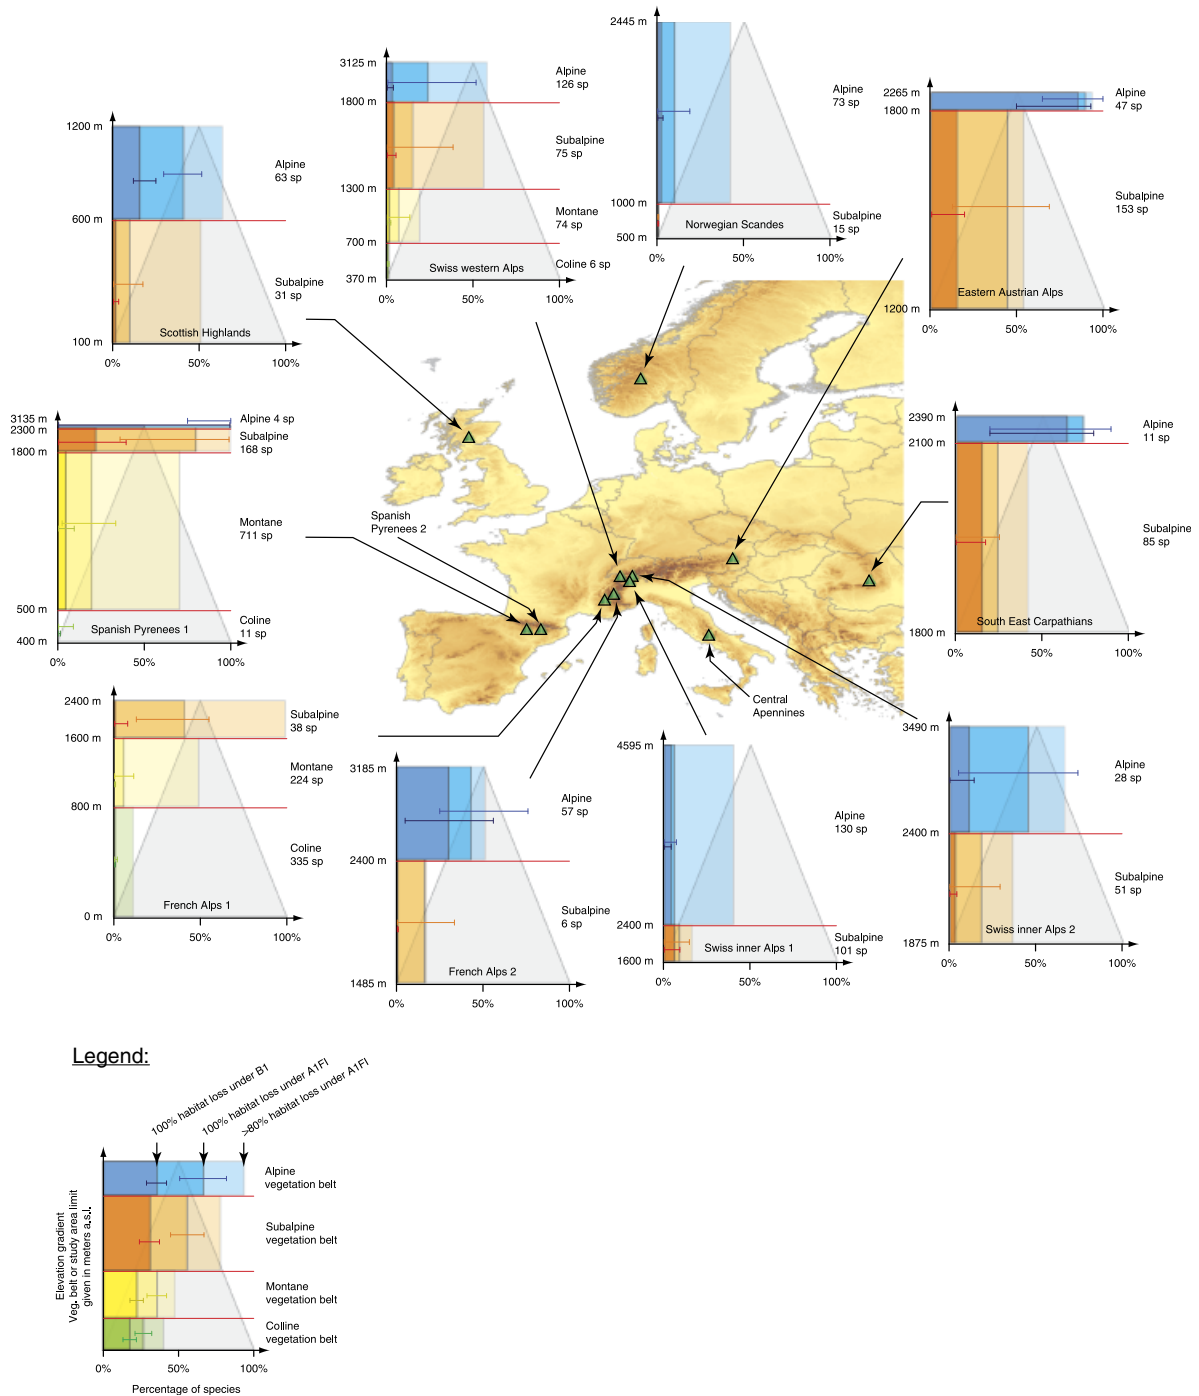 2445 m
1000 m
500 m
Alpine
73 sp
Subalpine
15 sp
Norwegian Scandes
0%
50%
100%
3125 m
1800 m
1300 m
700 m
370 m
Alpine
126 sp
Subalpine
75 sp
Montane
74 sp
Coline 6 sp
Swiss western Alps
0%
50%
100%
2265 m
1800 m
1200 m
Alpine
47 sp
Subalpine
153 sp
Eastern Austrian Alps
0%
50%
100%
1200 m
600 m
100 m
Alpine
63 sp
Subalpine
31 sp
Scottish Highlands
0%
50%
100%
3135 m
2300 m
1800 m
500 m
400 m
Alpine 4 sp
Subalpine
168 sp
Montane
711 sp
Coline
11 sp
Spanish Pyrenees 1
0%
50%
100%
Spanish
Pyrenees 2
Central
Apennines
2390 m
2100 m
1800 m
Alpine
11 sp
Subalpine
85 sp
South East Carpathians
0%
50%
100%
2400 m
1600 m
800 m
0 m
Subalpine
38 sp
Montane
224 sp
Coline
335 sp
French Alps 1
0%
50%
100%
3185 m
2400 m
1485 m
Alpine
57 sp
Subalpine
6 sp
French Alps 2
0%
50%
100%
4595 m
2400 m
1600 m
Alpine
130 sp
Subalpine
101 sp
Swiss inner Alps 1
0%
50%
100%
3490 m
2400 m
1875 m
Alpine
28 sp
Subalpine
51 sp
Swiss inner Alps 2
0%
50%
100%
Legend:
100% habitat loss under B1
100% habitat loss under A1FI
>80% habitat loss under A1FI
Alpine
vegetation belt
Subalpine
vegetation belt
Montane
vegetation belt
Colline
vegetation belt
Elevation gradient
Veg. belt or study area limit
given in meters a.s.l.
0%
50%
100%
Percentage of species